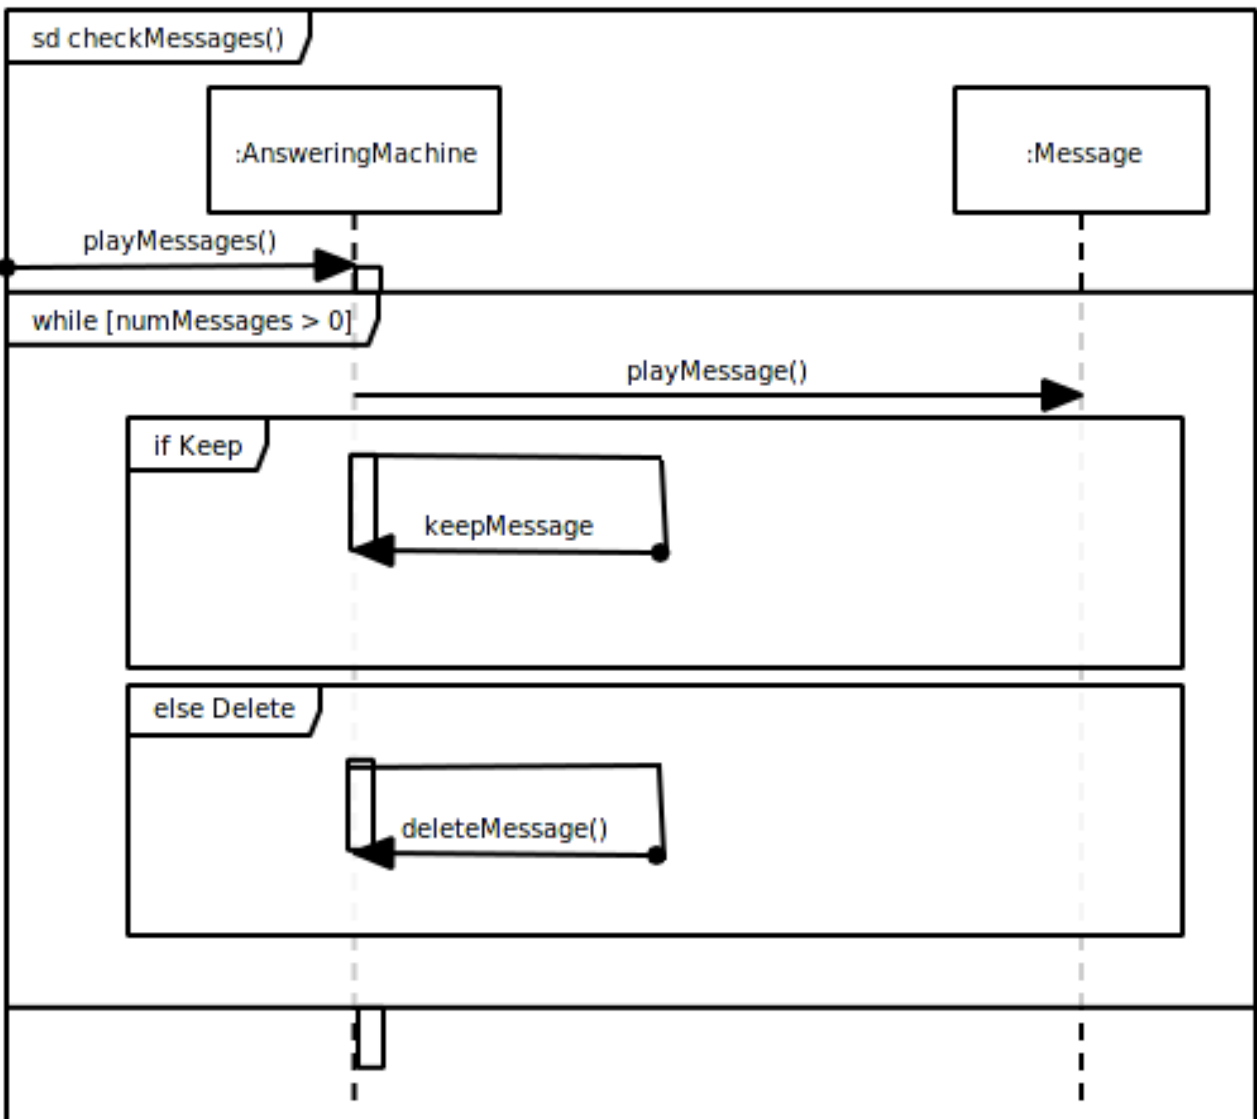 sd checkMessages()
:AnsweringMachine
:Message
playMessages()
while [numMessages > 0]
playMessage()
if Keep
keepMessage
else Delete
deleteMessage()